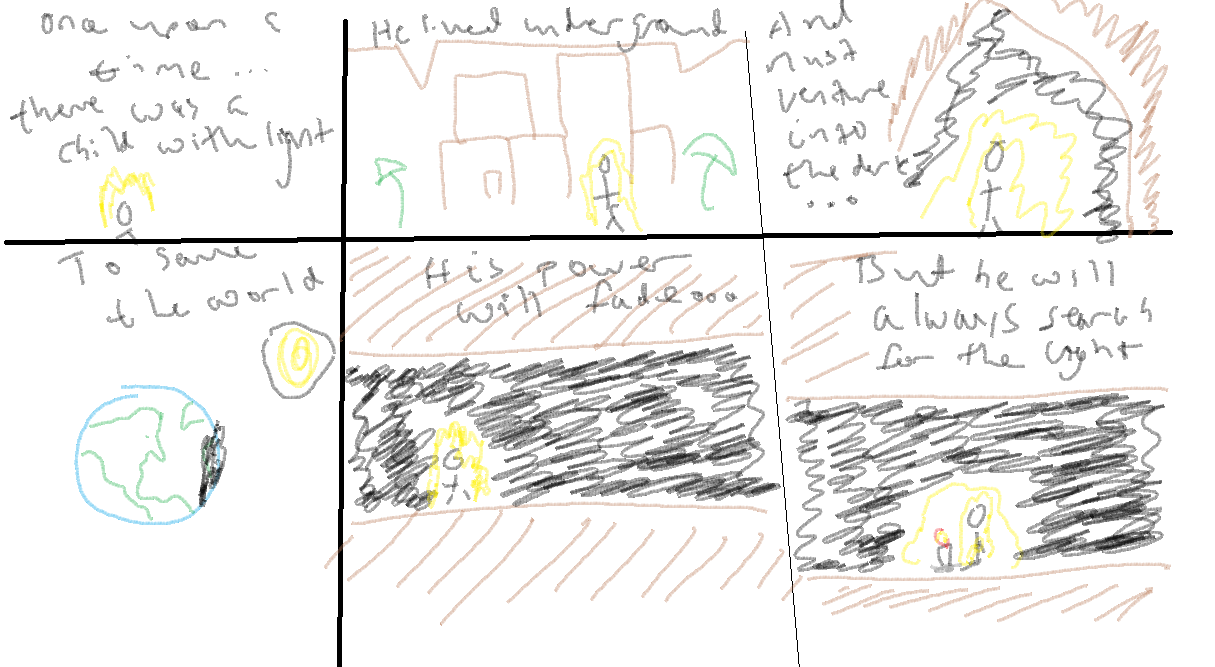 once upon a
time ...
there was a
child with light
He lived underground
And
must
venture
into
the dark
...
To save
the world
His power
will fade...
But he will
always search
for the light